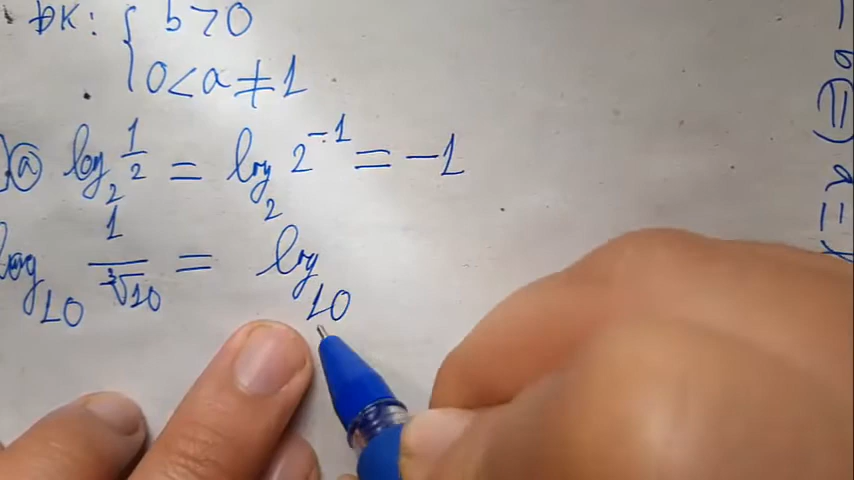 ĐK: { b > 0
0 < a ≠ 1
ⓐ log₂ 1/2 = log₂ 2⁻¹ = -1
log₁₀ 1/∛10 = log₁₀